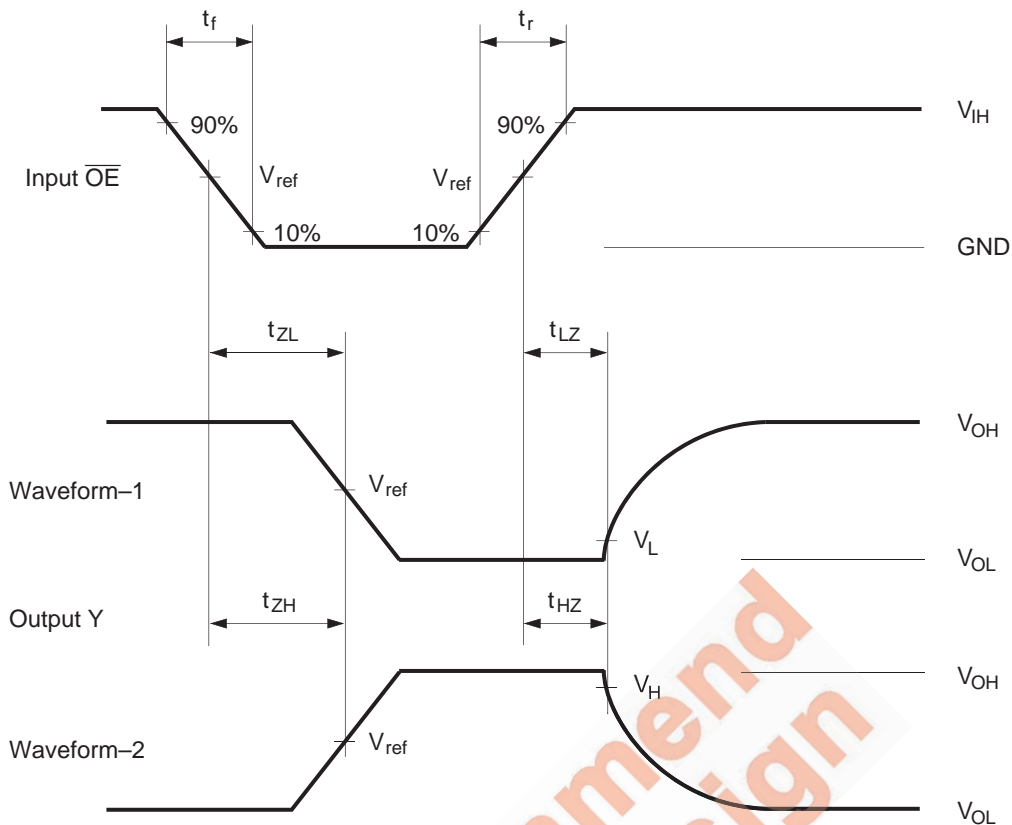 tf
tr
VIH
90%
90%
Input O̅E̅
Vref
Vref
10%
10%
GND
tZL
tLZ
VOH
Waveform–1
Vref
VL
VOL
tZH
tHZ
Output Y
VOH
VH
Waveform–2
Vref
VOL